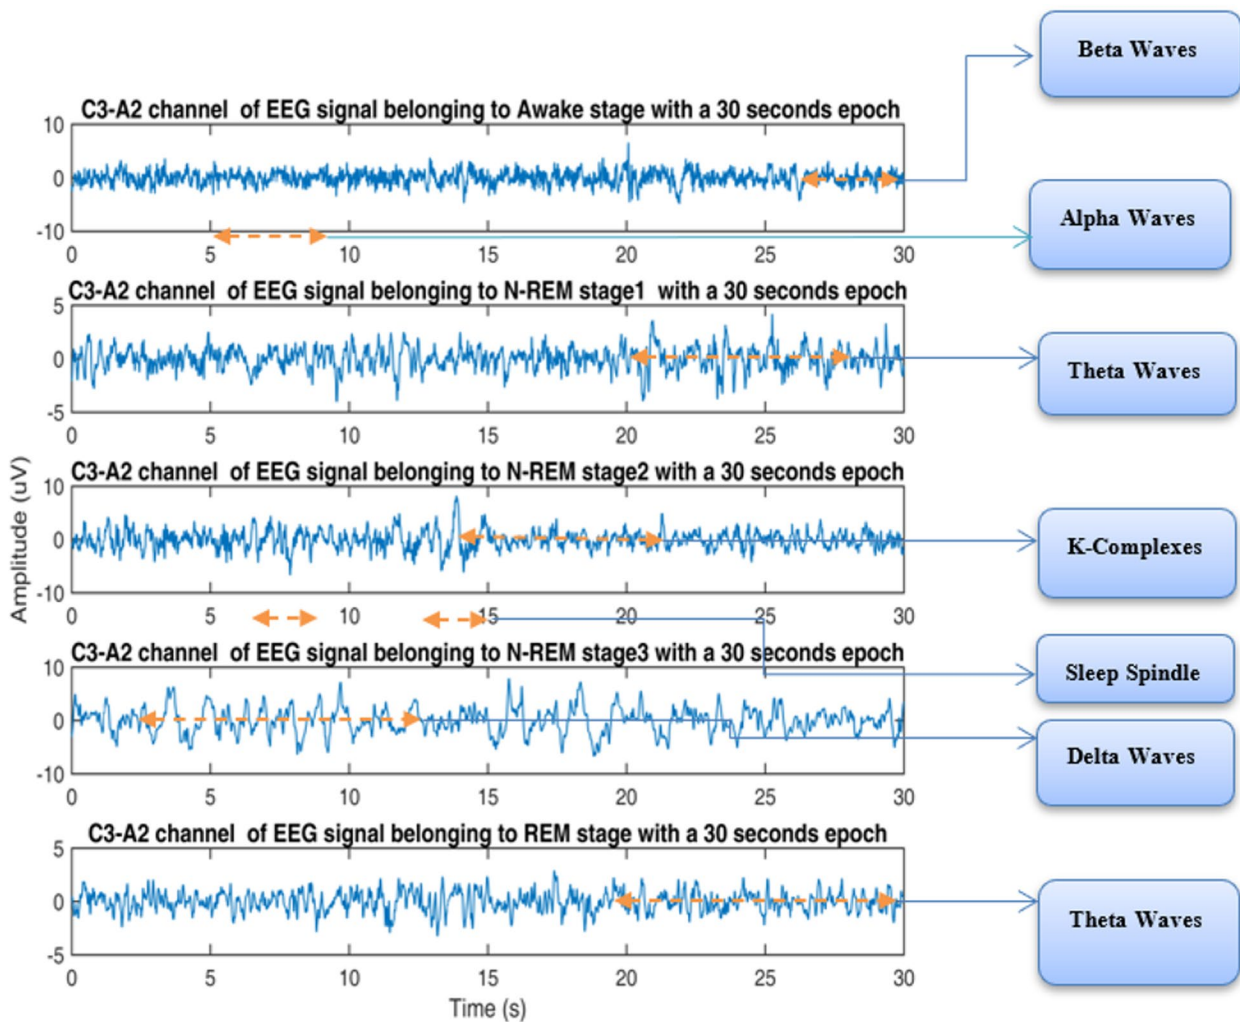 Beta Waves
C3-A2 channel of EEG signal belonging to Awake stage with a 30 seconds epoch
10
0
-10
0 5 10 15 20 25 30
Alpha Waves
C3-A2 channel of EEG signal belonging to N-REM stage1 with a 30 seconds epoch
5
0
-5
0 5 10 15 20 25 30
Theta Waves
C3-A2 channel of EEG signal belonging to N-REM stage2 with a 30 seconds epoch
10
0
-10
0 5 10 15 20 25 30
K-Complexes
Amplitude (uV)
Sleep Spindle
C3-A2 channel of EEG signal belonging to N-REM stage3 with a 30 seconds epoch
10
0
-10
0 5 10 15 20 25 30
Delta Waves
C3-A2 channel of EEG signal belonging to REM stage with a 30 seconds epoch
5
0
-5
0 5 10 15 20 25 30
Theta Waves
Time (s)